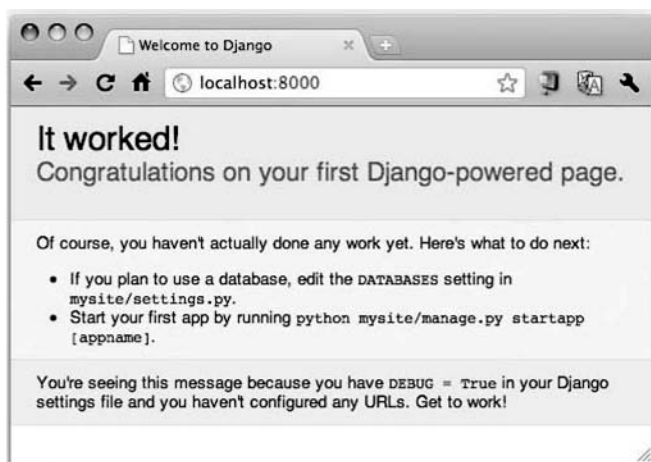 Welcome to Django
localhost:8000
It worked!
Congratulations on your first Django-powered page.
Of course, you haven't actually done any work yet. Here's what to do next:
• If you plan to use a database, edit the DATABASES setting in
mysite/settings.py.
• Start your first app by running python mysite/manage.py startapp
[appname].
You're seeing this message because you have DEBUG = True in your Django
settings file and you haven't configured any URLs. Get to work!